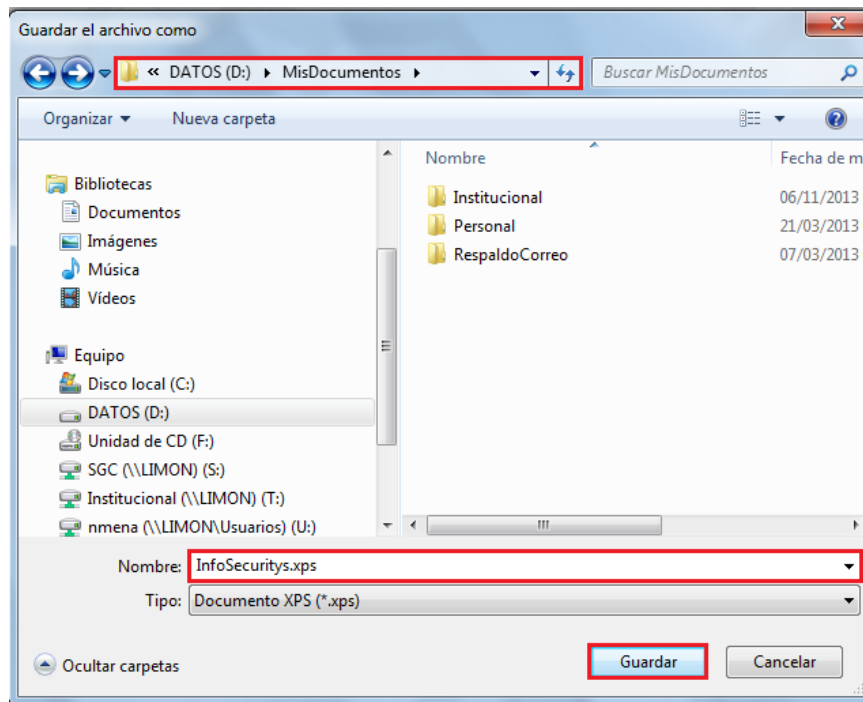 Guardar el archivo como
« DATOS (D:) ▸ MisDocumentos ▸ Buscar MisDocumentos
Organizar Nueva carpeta
Nombre Fecha de m
Bibliotecas
Documentos
Imágenes
Música
Vídeos
Equipo
Disco local (C:)
DATOS (D:)
Unidad de CD (F:)
SGC (\\LIMON) (S:)
Institucional (\\LIMON) (T:)
nmena (\\LIMON\Usuarios) (U:)
Institucional 06/11/2013
Personal 21/03/2013
RespaldoCorreo 07/03/2013
Nombre: InfoSecuritys.xps
Tipo: Documento XPS (*.xps)
Ocultar carpetas Guardar Cancelar